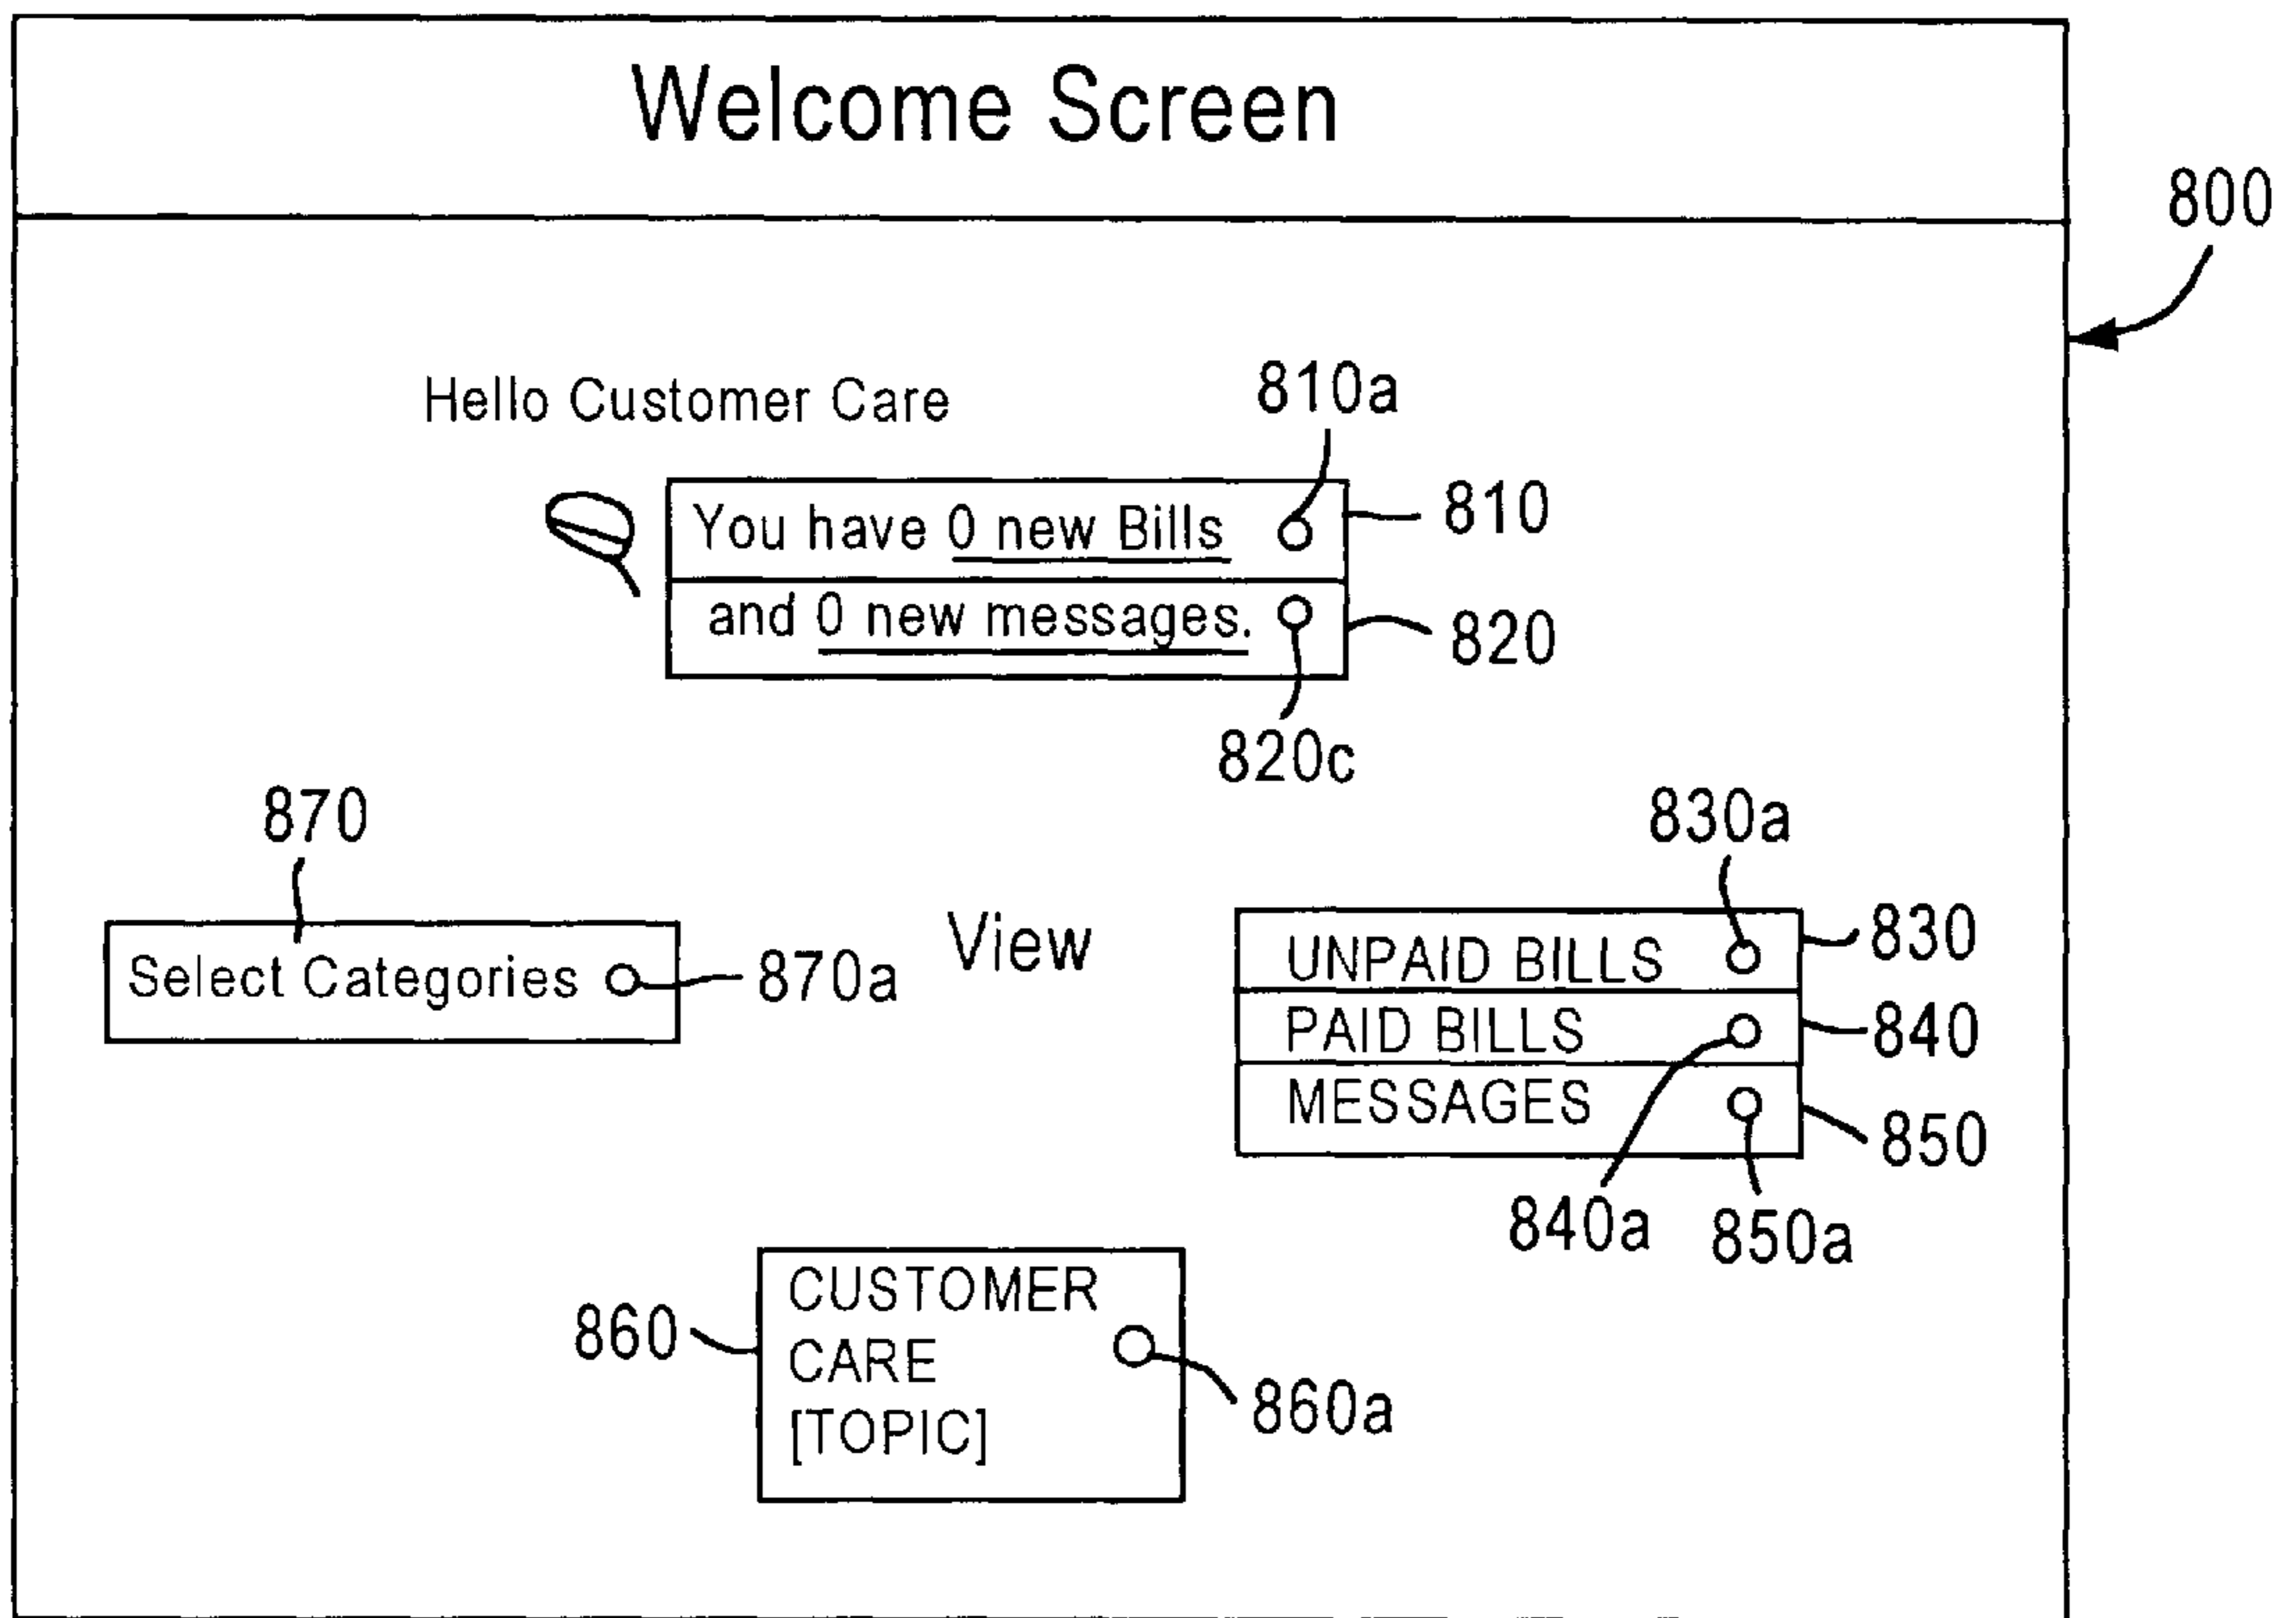 Welcome Screen
800
Hello Customer Care
810a
You have 0 new Bills
810
and 0 new messages.
820
820c
870
830a
Select Categories
870a
View
UNPAID BILLS
830
PAID BILLS
840
MESSAGES
850
840a
850a
CUSTOMER
860
CARE
860a
[TOPIC]